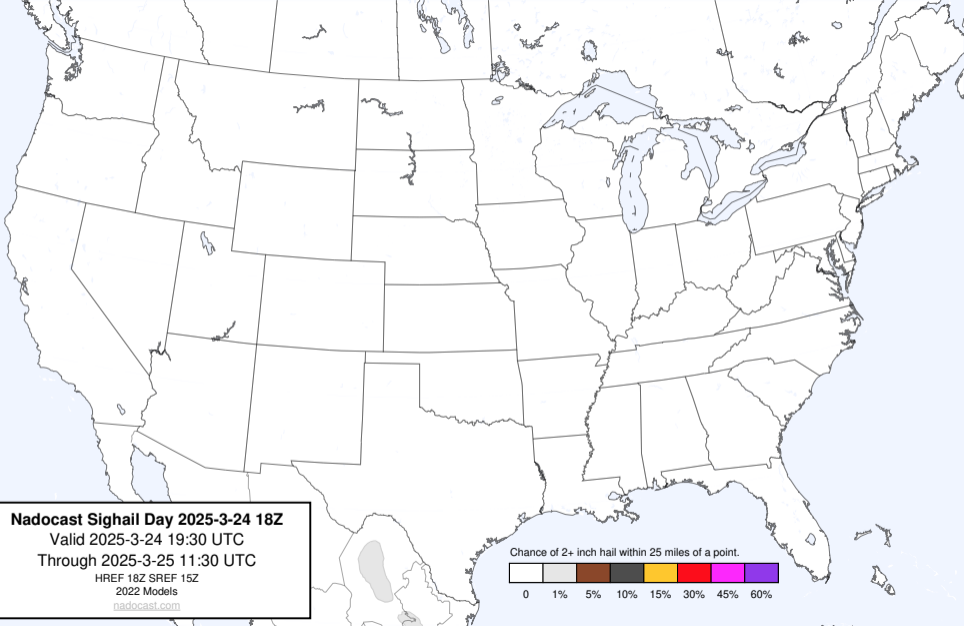 Nadocast Sighail Day 2025-3-24 18Z
Valid 2025-3-24 19:30 UTC
Through 2025-3-25 11:30 UTC
HREF 18Z SREF 15Z
2022 Models
nadocast.com
Chance of 2+ inch hail within 25 miles of a point.
0 1% 5% 10% 15% 30% 45% 60%